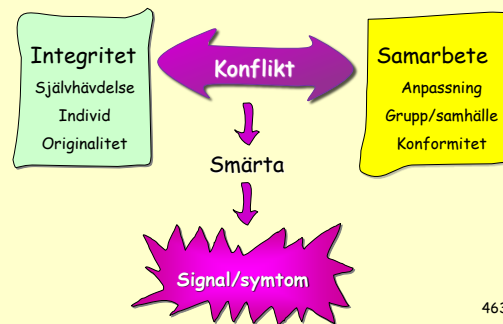 Integritet
Självhävdelse
Individ
Originalitet
Konflikt
Samarbete
Anpassning
Grupp/samhälle
Konformitet
Smärta
Signal/symtom
463